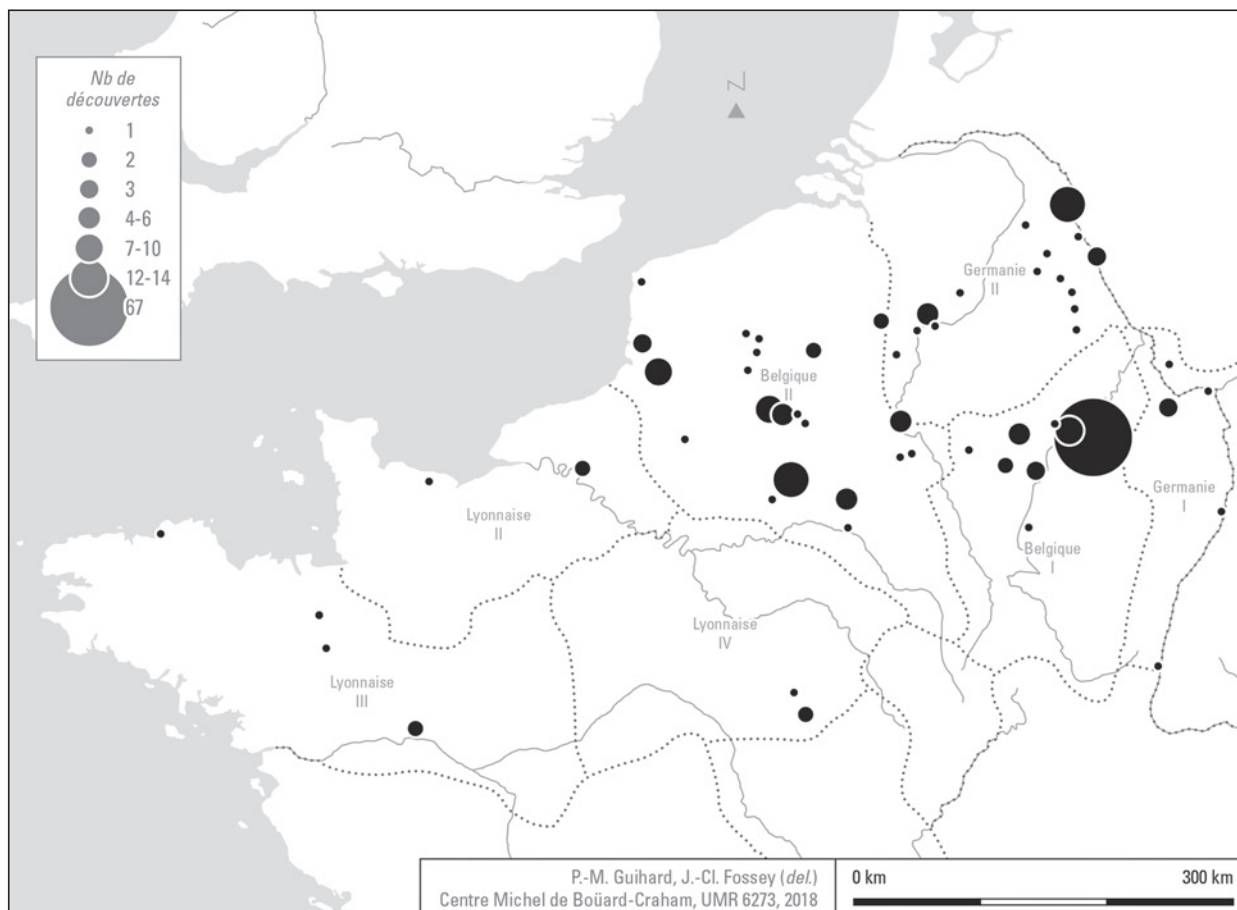 Nb de
découvertes
1
2
3
4-6
7-10
12-14
67
N
Germanie
II
Belgique
II
Lyonnaise
II
Germanie
I
Belgique
I
Lyonnaise
IV
Lyonnaise
III
P.-M. Guihard, J.-Cl. Fossey (del.)
Centre Michel de Boüard-Craham, UMR 6273, 2018
0 km 300 km